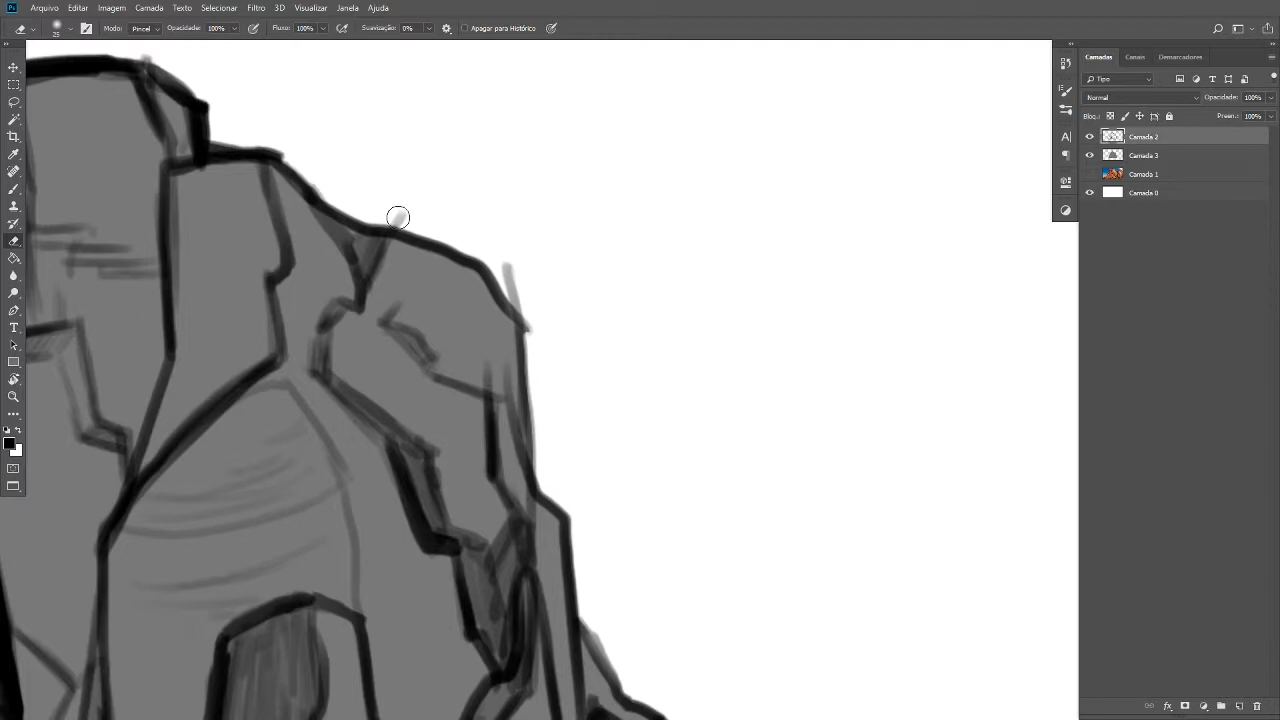 Ps Arquivo Editar Imagem Camada Texto Selecionar Filtro 3D Visualizar Janela Ajuda
25 Modo: Pincel Opacidade: 100% Fluxo: 100% Suavização: 0% Apagar para Histórico
Camadas Canais Demarcadores
Tipo
Normal Opacidade: 100%
Bloq.: Preen.: 100%
Camada 2
Camada 3
Camada 1
Camada 0